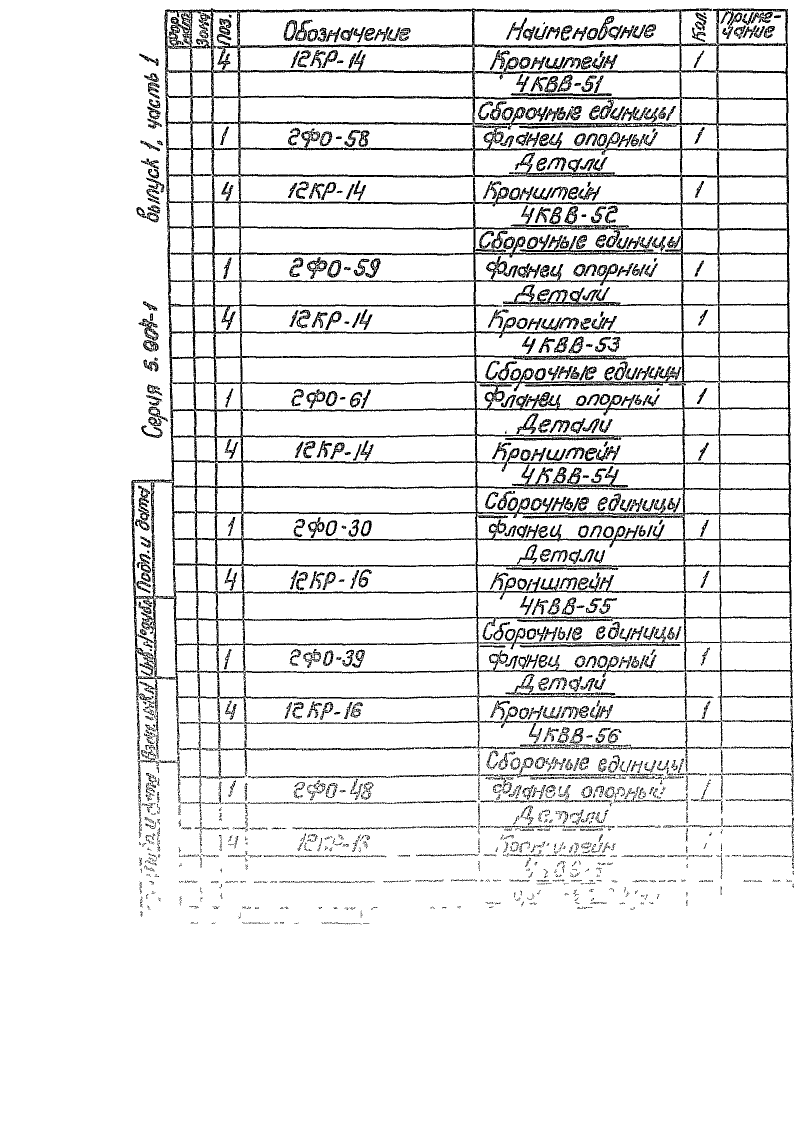 Формат Зона Поз. Обозначение Наименование Кол. Приме-чание
4 12КР-14 Кронштейн 1
4КВВ-51
Сборочные единицы
1 2ФО-58 Фланец опорный 1
Детали
4 12КР-14 Кронштейн 1
4КВВ-52
Сборочные единицы
1 2ФО-59 Фланец опорный 1
Детали
4 12КР-14 Кронштейн 1
4КВВ-53
Сборочные единицы
1 2ФО-61 Фланец опорный 1
Детали
4 12КР-14 Кронштейн 1
4КВВ-54
Сборочные единицы
1 2ФО-30 Фланец опорный 1
Детали
4 12КР-16 Кронштейн 1
4КВВ-55
Сборочные единицы
1 2ФО-39 Фланец опорный 1
Детали
4 12КР-16 Кронштейн 1
4КВВ-56
Сборочные единицы
1 2ФО-48 Фланец опорный 1
Детали
4 Кронштейн 1
Серия 5.904-1 Выпуск 1, часть 1
Подп. и дата
Инв.№дубл.
Взам. инв.№
Подп. и дата